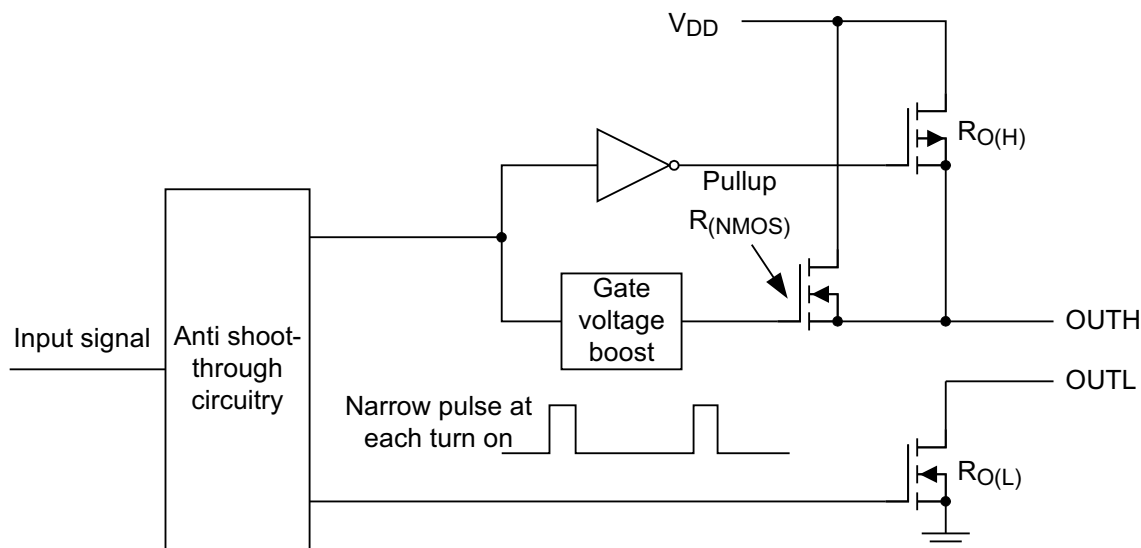 VDD
RO(H)
Pullup
R(NMOS)
Gate
voltage
boost
OUTH
Input signal
Anti shoot-
through
circuitry
OUTL
Narrow pulse at
each turn on
RO(L)